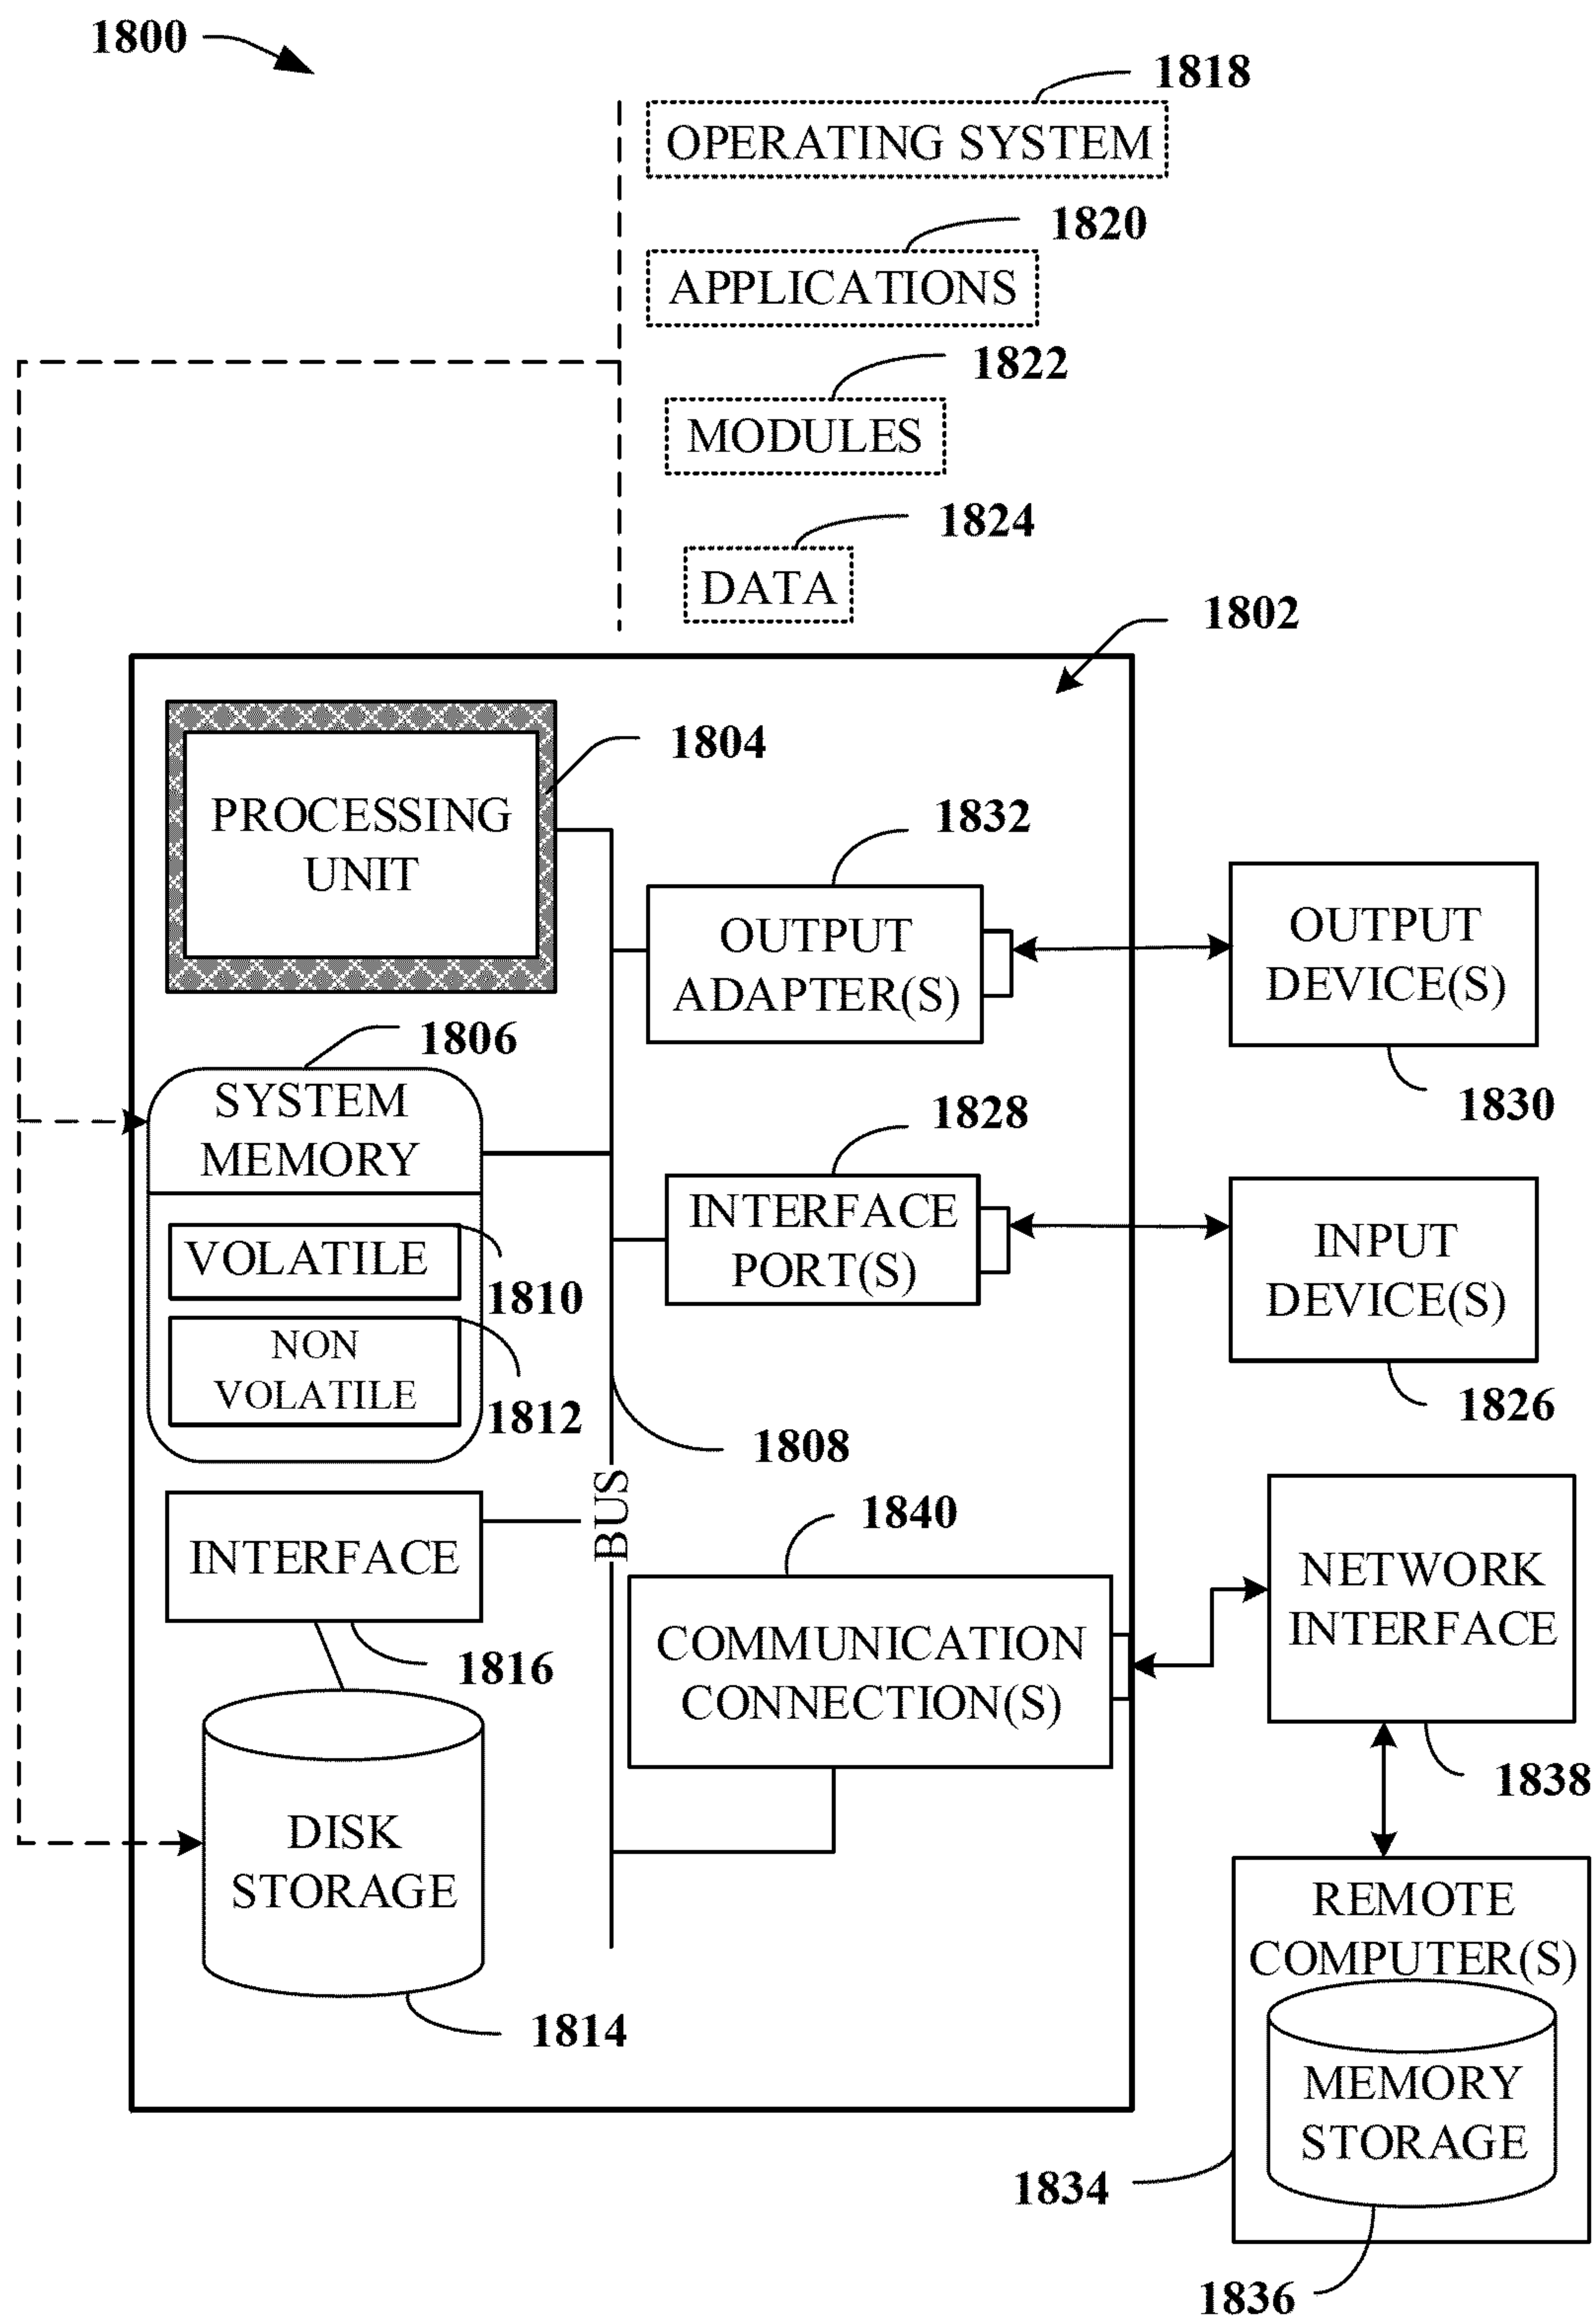 1800
1818
OPERATING SYSTEM
1820
APPLICATIONS
1822
MODULES
1824
DATA
1802
1804
PROCESSING
UNIT
1832
OUTPUT
ADAPTER(S)
OUTPUT
DEVICE(S)
1830
1806
SYSTEM
MEMORY
VOLATILE
1810
NON
VOLATILE
1812
1828
INTERFACE
PORT(S)
INPUT
DEVICE(S)
1826
1808
BUS
INTERFACE
1816
1840
COMMUNICATION
CONNECTION(S)
NETWORK
INTERFACE
1838
DISK
STORAGE
1814
REMOTE
COMPUTER(S)
MEMORY
STORAGE
1834
1836